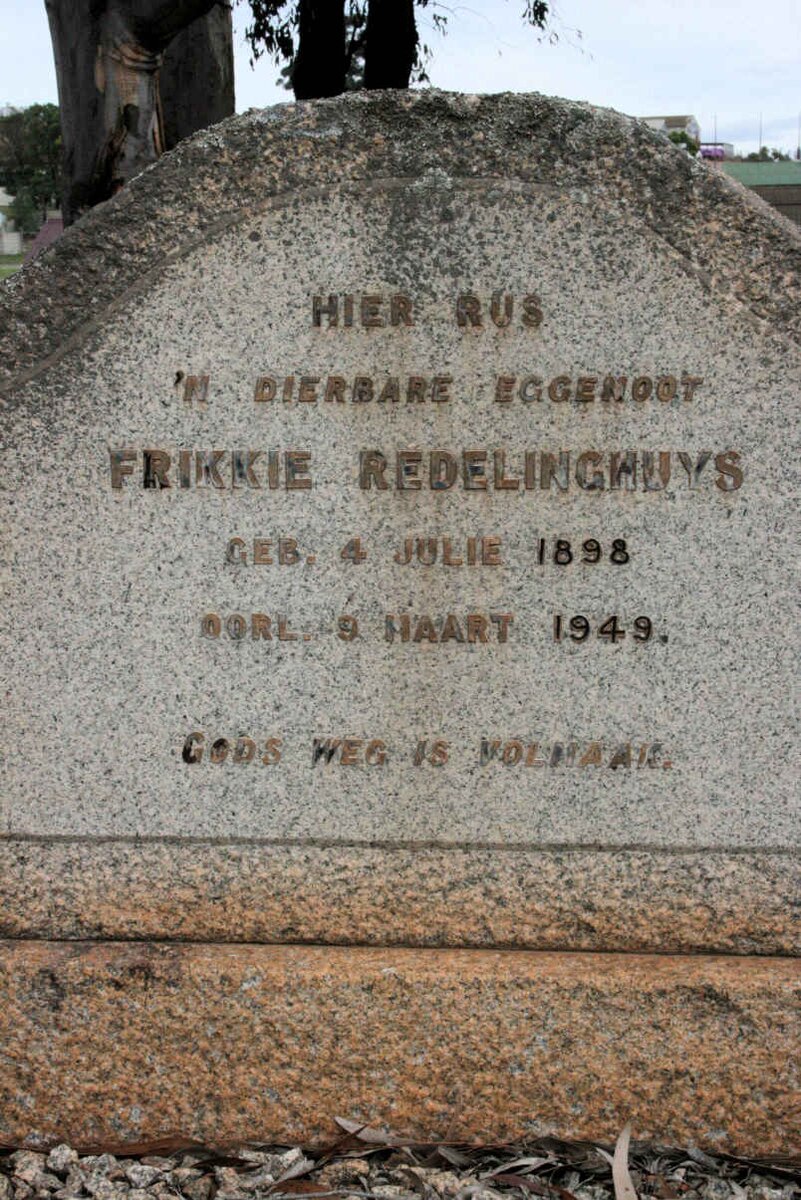 HIER RUS
'N DIERBARE EGGENOOT
FRIKKIE REDELINGHUYS
GEB. 4 JULIE 1898
OORL. 9 MAART 1949.
GODS WEG IS VOLMAAK.